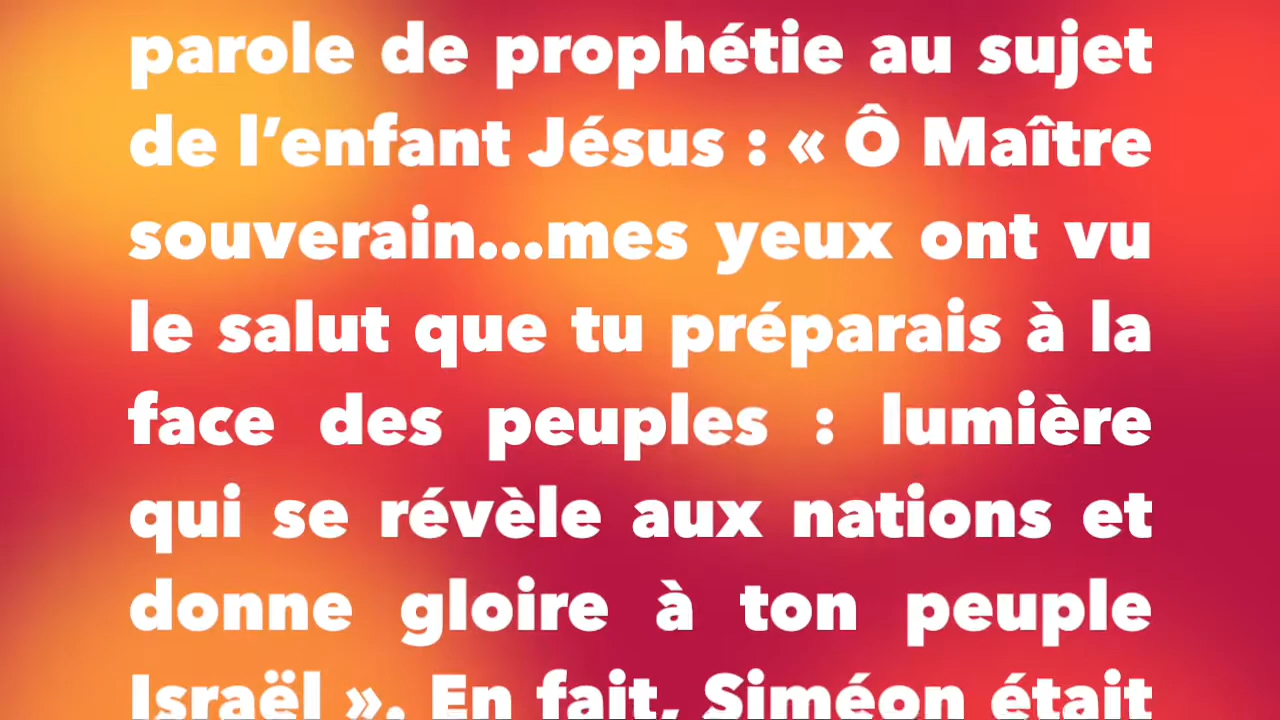 parole de prophétie au sujet
de l’enfant Jésus : « Ô Maître
souverain...mes yeux ont vu
le salut que tu préparais à la
face des peuples : lumière
qui se révèle aux nations et
donne gloire à ton peuple
Israël ». En fait, Siméon était